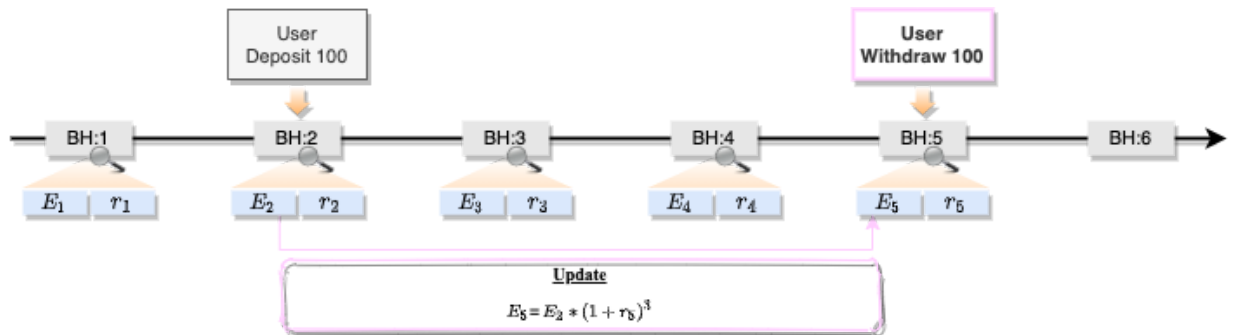 User
Deposit 100
User
Withdraw 100
BH:1 BH:2 BH:3 BH:4 BH:5 BH:6
E₁ r₁ E₂ r₂ E₃ r₃ E₄ r₄ E₅ r₅
Update
E₅ = E₂ * (1 + r₅)³